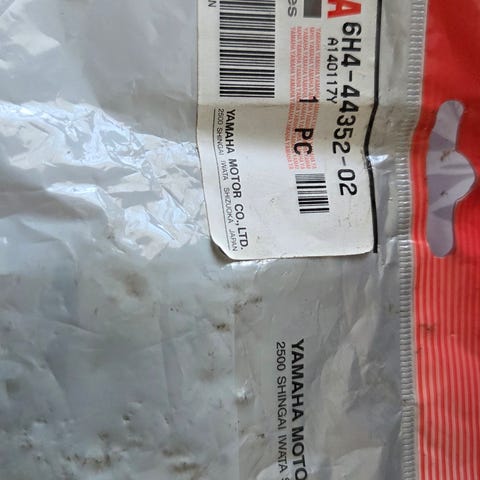 6H4-44352-02
A140117Y
1 PC
YAMAHA MOTOR CO., LTD.
2500 SHINGAI IWATA SHIZUOKA JAPAN
YAMAHA MOTO
2500 SHINGAI IWATA S